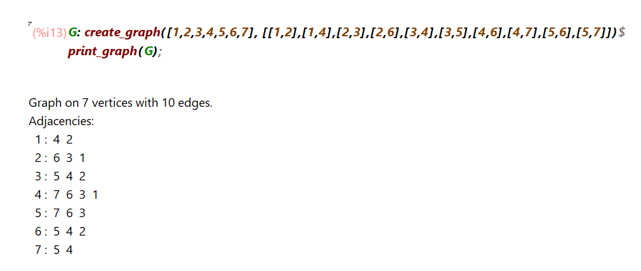 (%i13) G: create_graph([1,2,3,4,5,6,7], [[1,2],[1,4],[2,3],[2,6],[3,4],[3,5],[4,6],[4,7],[5,6],[5,7]])$
print_graph(G);
Graph on 7 vertices with 10 edges.
Adjacencies:
1 : 4 2
2 : 6 3 1
3 : 5 4 2
4 : 7 6 3 1
5 : 7 6 3
6 : 5 4 2
7 : 5 4